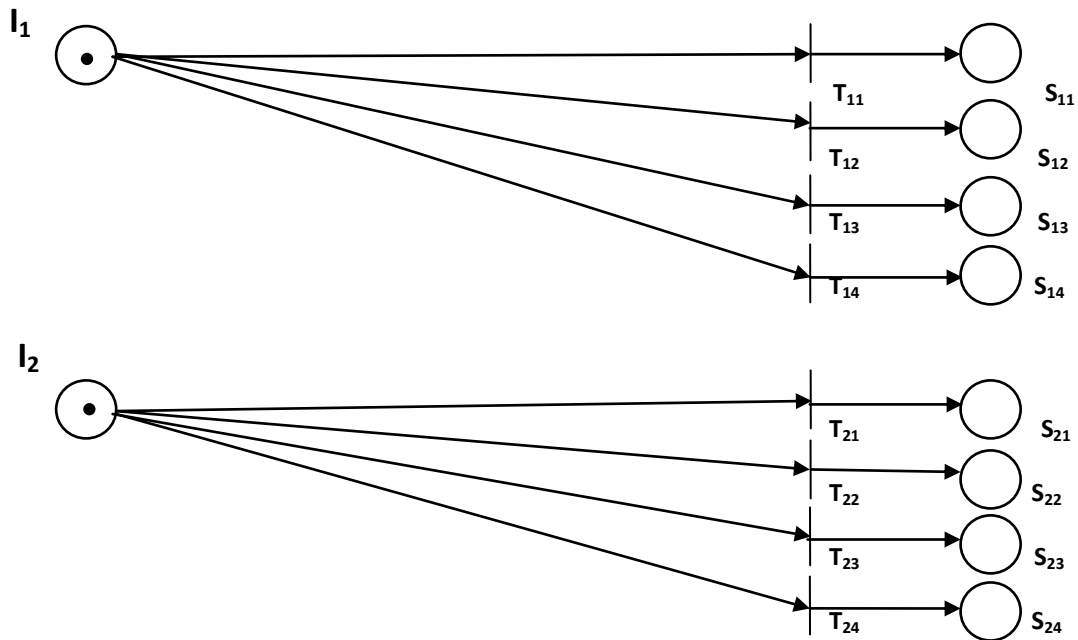 I₁
T₁₁
S₁₁
T₁₂
S₁₂
T₁₃
S₁₃
T₁₄
S₁₄
I₂
T₂₁
S₂₁
T₂₂
S₂₂
T₂₃
S₂₃
T₂₄
S₂₄